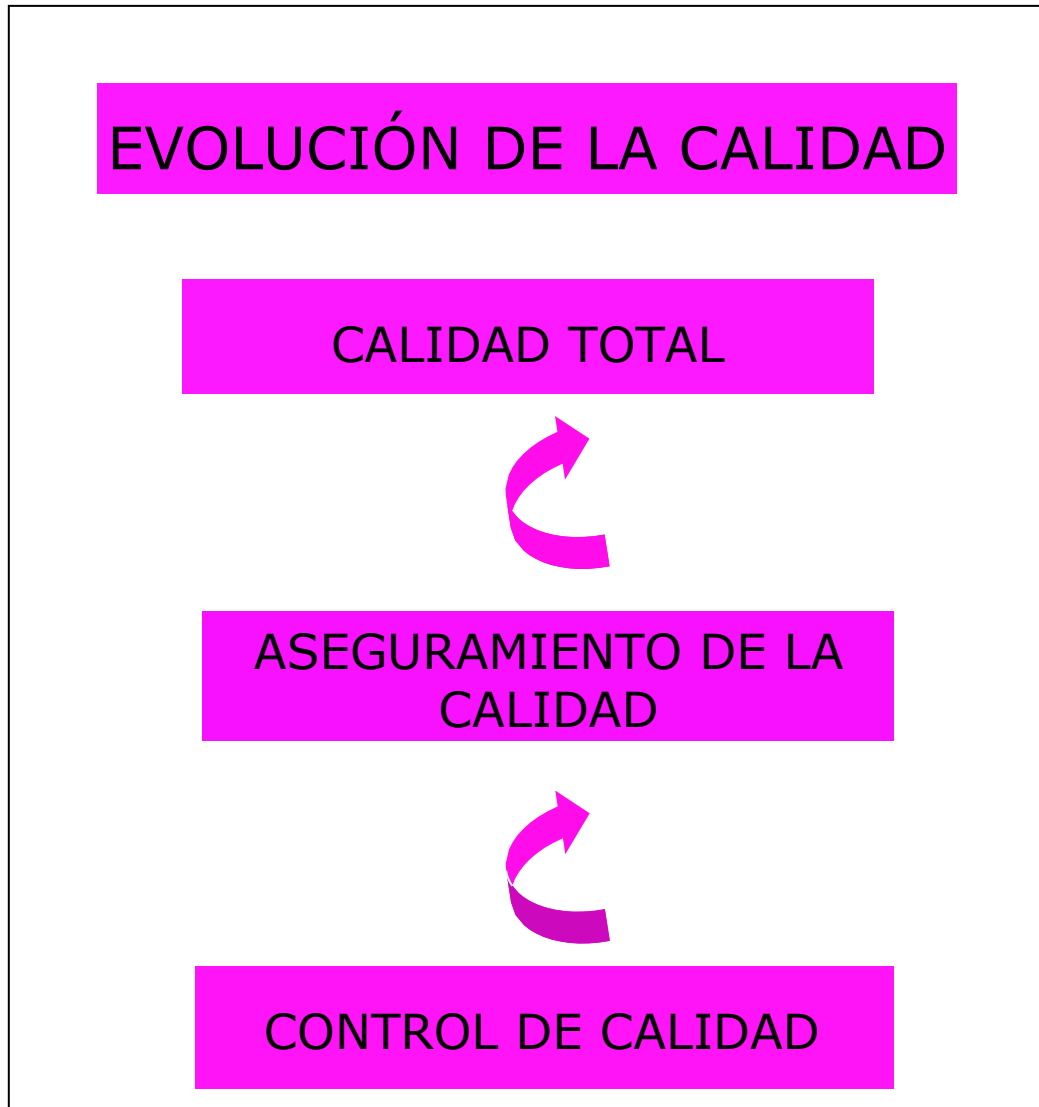 EVOLUCIÓN DE LA CALIDAD
CALIDAD TOTAL
ASEGURAMIENTO DE LA
CALIDAD
CONTROL DE CALIDAD